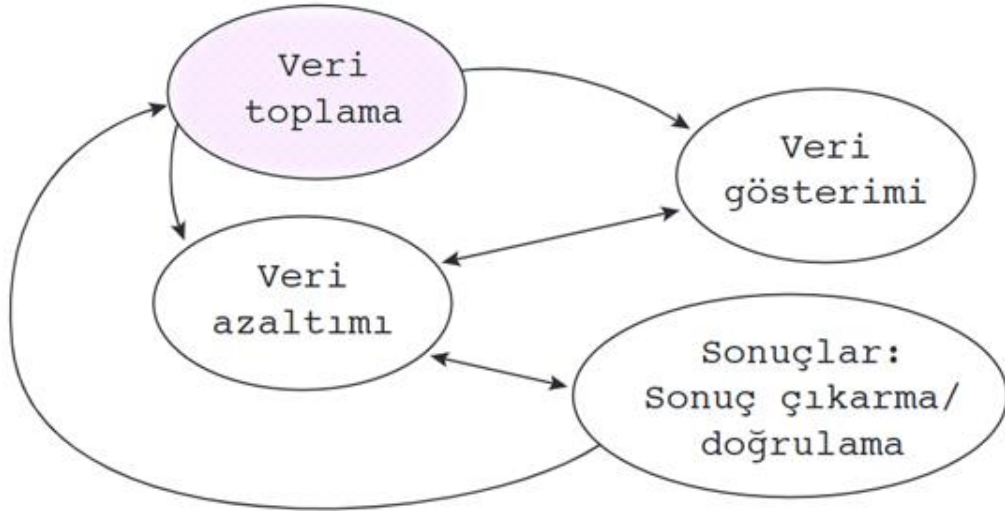 Veri
toplama
Veri
gösterimi
Veri
azaltımı
Sonuçlar:
Sonuç çıkarma/
doğrulama